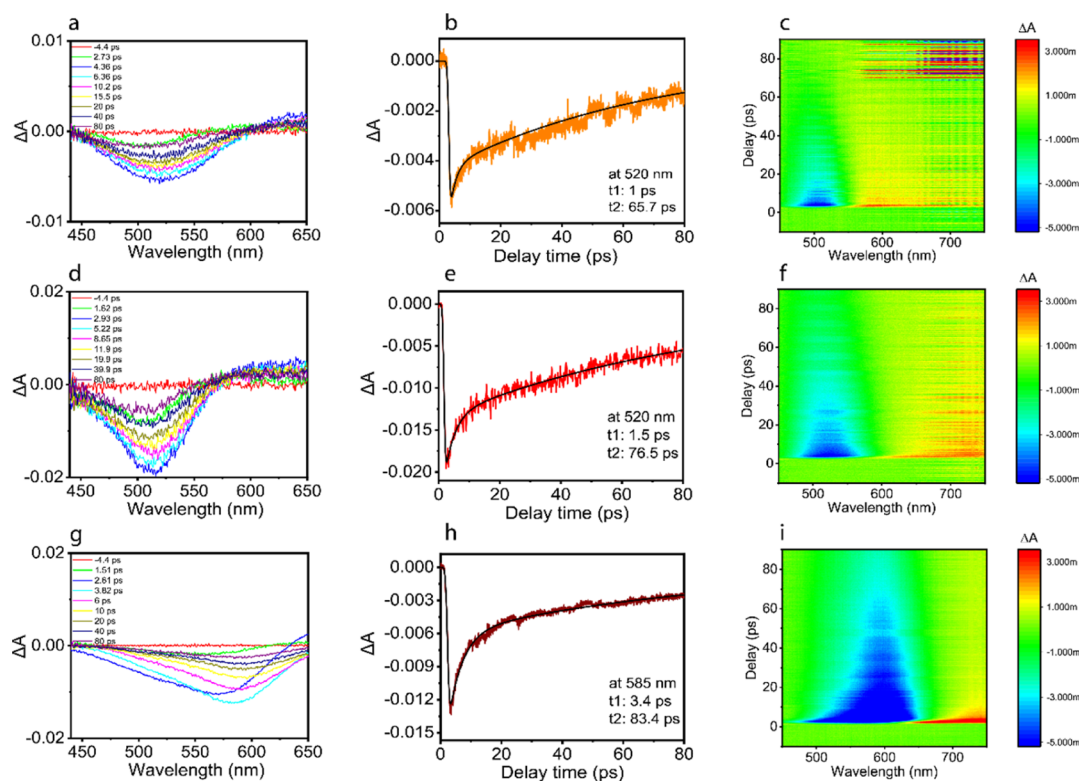 a
0.01
0.00
-0.01
ΔA
-4.4 ps
2.73 ps
4.36 ps
6.36 ps
10.2 ps
15.5 ps
20 ps
40 ps
80 ps
450 500 550 600 650
Wavelength (nm)
b
0.000
-0.002
-0.004
-0.006
ΔA
at 520 nm
t1: 1 ps
t2: 65.7 ps
0 20 40 60 80
Delay time (ps)
c
80
60
40
20
0
Delay (ps)
500 600 700
Wavelength (nm)
ΔA
3.000m
1.000m
-1.000m
-3.000m
-5.000m
d
0.02
0.00
-0.02
ΔA
-4.4 ps
1.62 ps
2.93 ps
5.22 ps
8.65 ps
11.9 ps
19.9 ps
39.9 ps
80 ps
450 500 550 600 650
Wavelength (nm)
e
0.000
-0.005
-0.010
-0.015
-0.020
ΔA
at 520 nm
t1: 1.5 ps
t2: 76.5 ps
0 20 40 60 80
Delay time (ps)
f
80
60
40
20
0
Delay (ps)
500 600 700
Wavelength (nm)
ΔA
3.000m
1.000m
-1.000m
-3.000m
-5.000m
g
0.02
0.00
-0.02
ΔA
-4.4 ps
1.51 ps
2.61 ps
3.82 ps
6 ps
10 ps
20 ps
40 ps
80 ps
450 500 550 600 650
Wavelength (nm)
h
0.000
-0.003
-0.006
-0.009
-0.012
-0.015
ΔA
at 585 nm
t1: 3.4 ps
t2: 83.4 ps
0 20 40 60 80
Delay time (ps)
i
80
60
40
20
0
Delay (ps)
500 600 700
Wavelength (nm)
ΔA
3.000m
1.000m
-1.000m
-3.000m
-5.000m